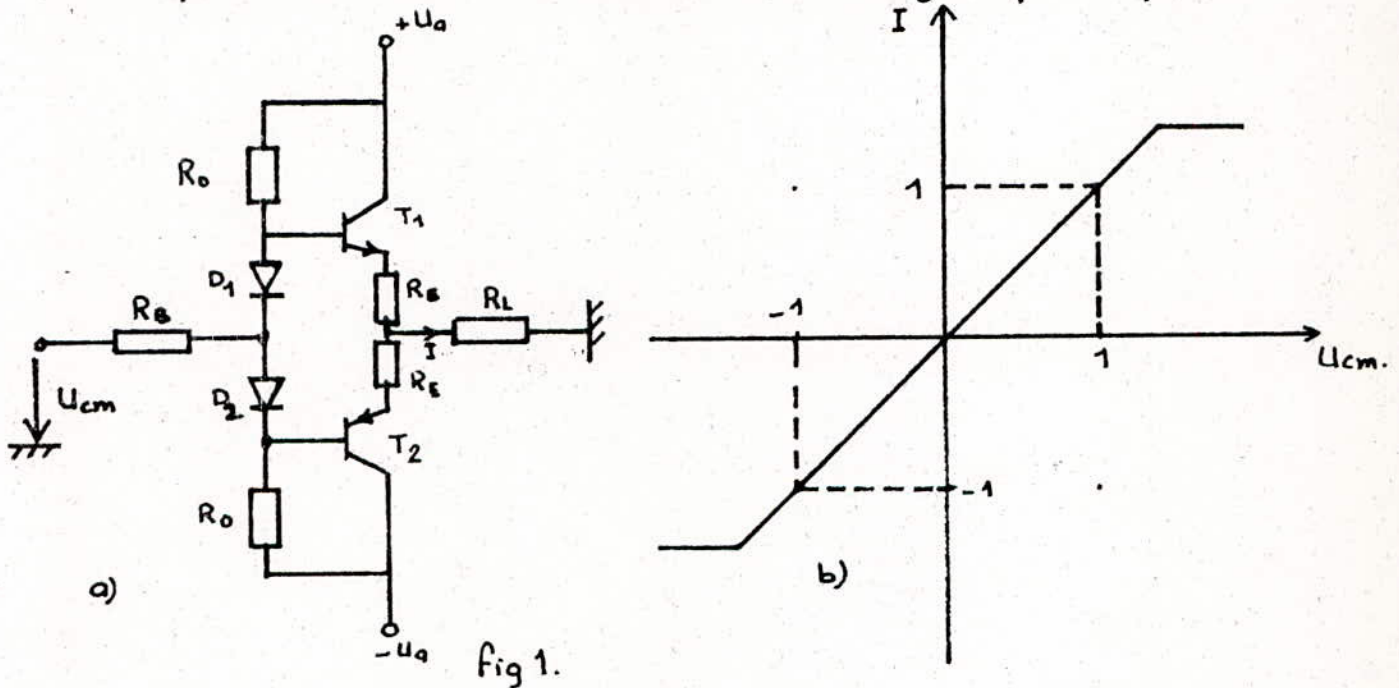 +Ua
I
R0
T1
D1
RE
RL
RB
I
1
-1
1
Ucm.
Ucm
D2
RE
T2
R0
-1
a)
b)
-Ua
fig 1.